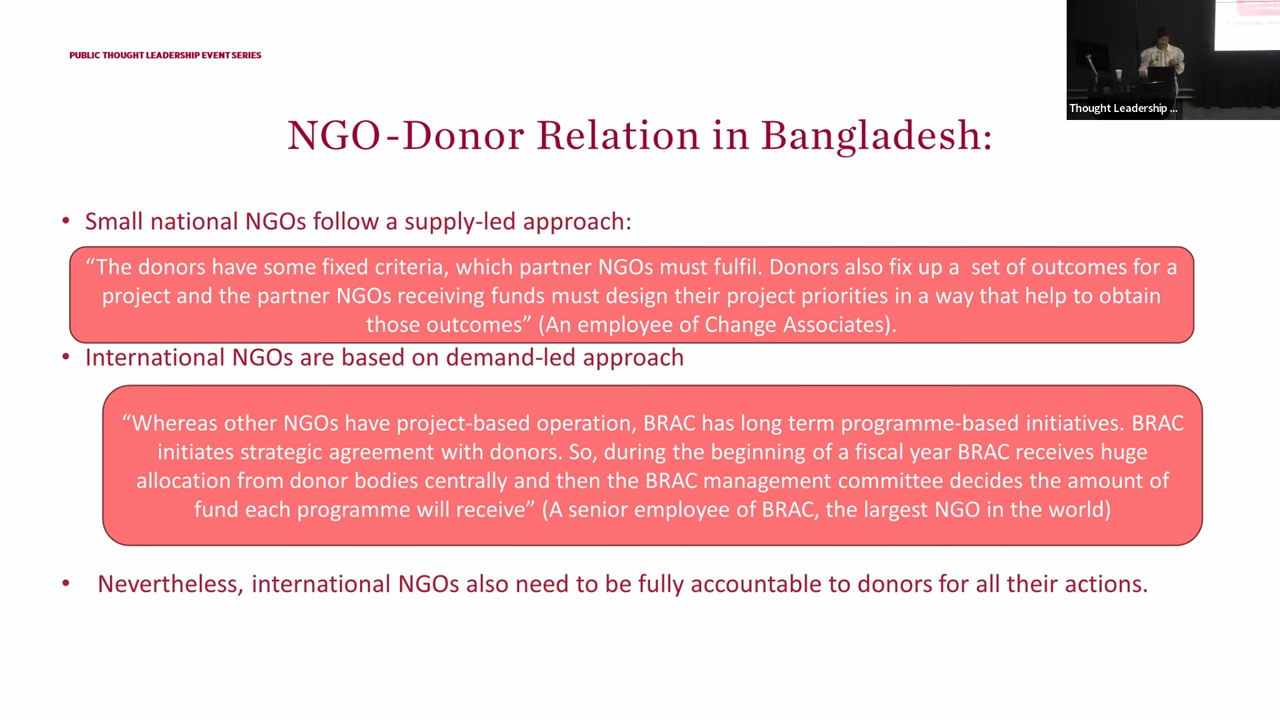 PUBLIC THOUGHT LEADERSHIP EVENT SERIES
Thought Leadership ...
NGO-Donor Relation in Bangladesh:
• Small national NGOs follow a supply-led approach:
“The donors have some fixed criteria, which partner NGOs must fulfil. Donors also fix up a set of outcomes for a
project and the partner NGOs receiving funds must design their project priorities in a way that help to obtain
those outcomes” (An employee of Change Associates).
• International NGOs are based on demand-led approach
“Whereas other NGOs have project-based operation, BRAC has long term programme-based initiatives. BRAC
initiates strategic agreement with donors. So, during the beginning of a fiscal year BRAC receives huge
allocation from donor bodies centrally and then the BRAC management committee decides the amount of
fund each programme will receive” (A senior employee of BRAC, the largest NGO in the world)
• Nevertheless, international NGOs also need to be fully accountable to donors for all their actions.